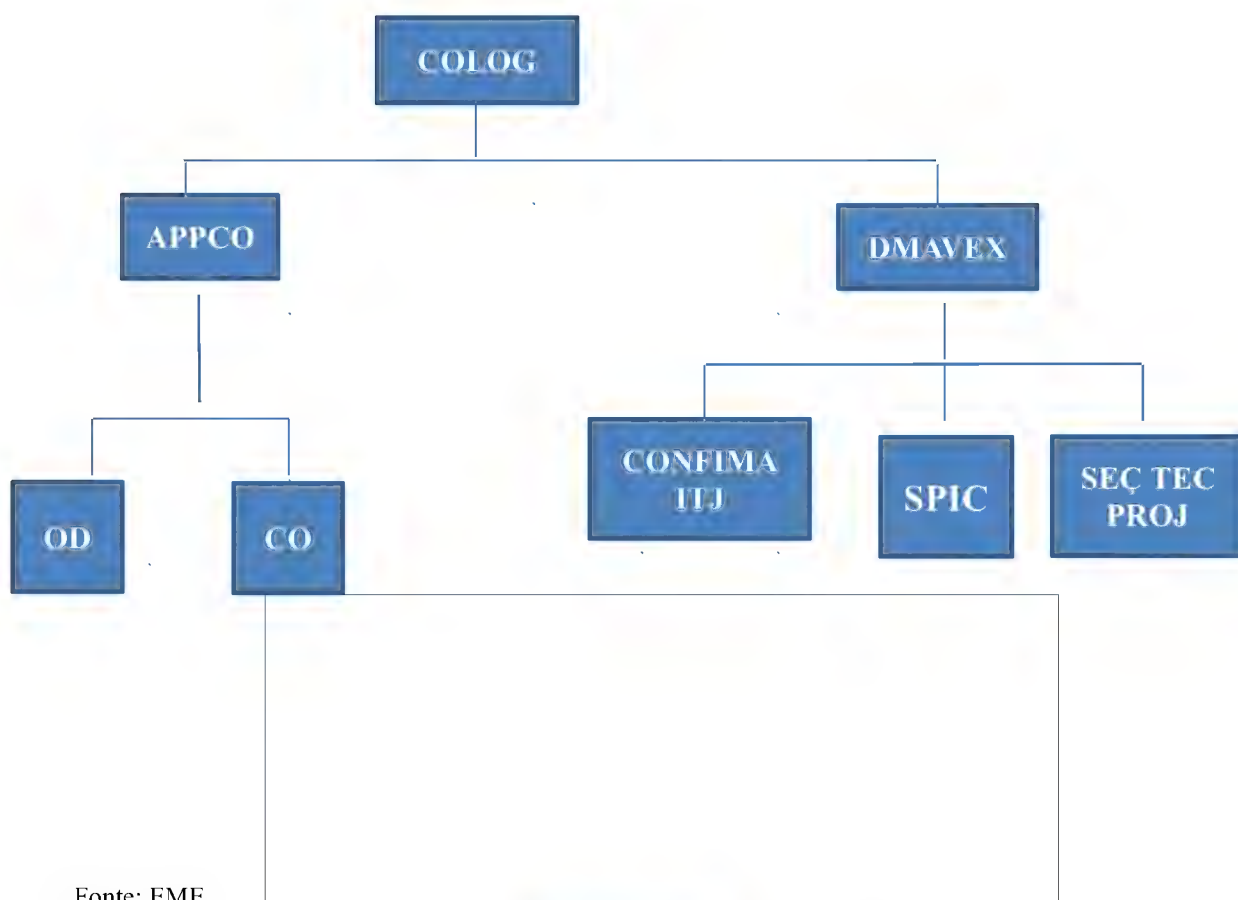 COLOG
APPCO
DMAVEX
CONFIMA
ITJ
SPIC
SEÇ TEC
PROJ
OD
CO
Fonte: EME